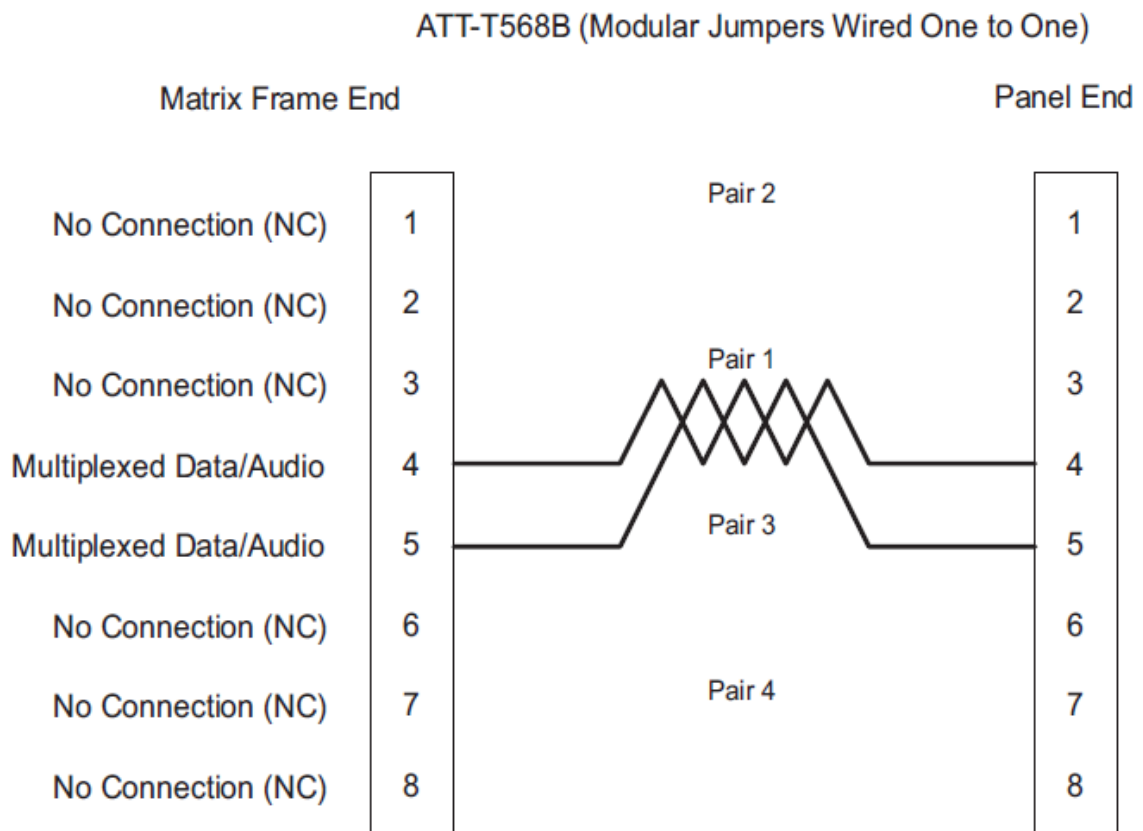 ATT-T568B (Modular Jumpers Wired One to One)
Matrix Frame End
Panel End
Pair 2
No Connection (NC) 1 1
No Connection (NC) 2 2
Pair 1
No Connection (NC) 3 3
Multiplexed Data/Audio 4 4
Pair 3
Multiplexed Data/Audio 5 5
No Connection (NC) 6 6
Pair 4
No Connection (NC) 7 7
No Connection (NC) 8 8